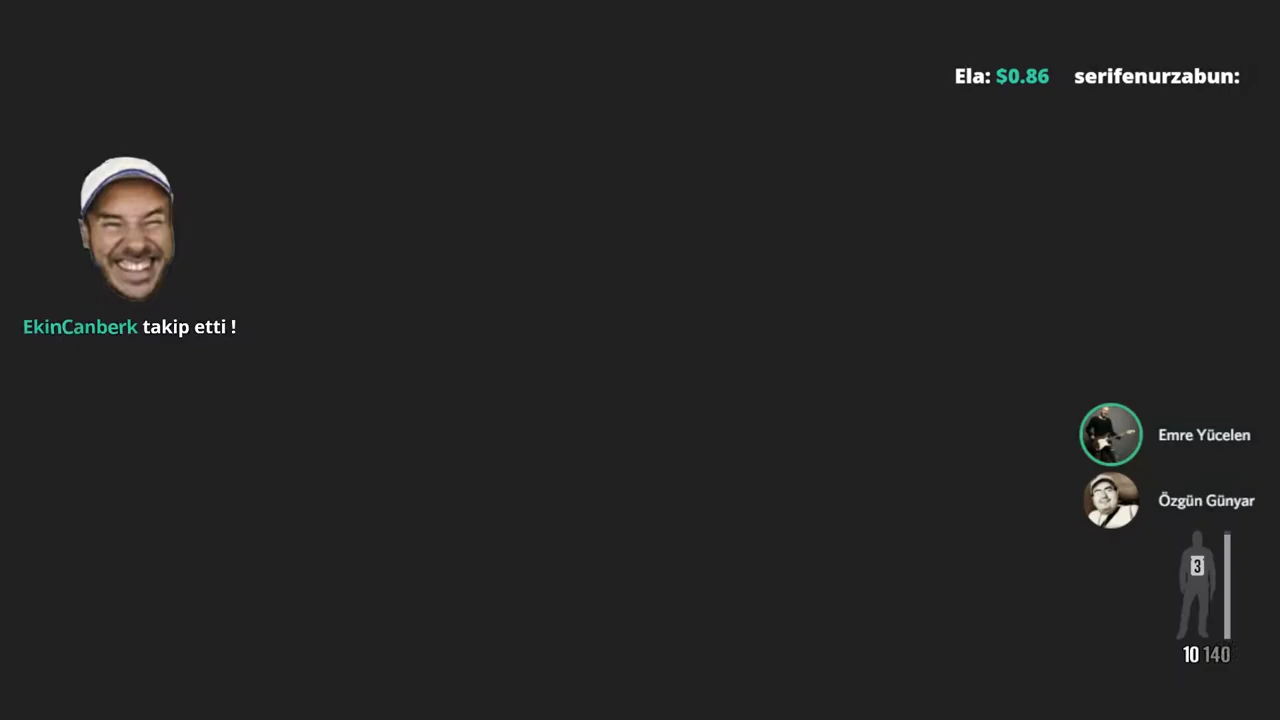 Ela: $0.86 serifenurzabun:
EkinCanberk takip etti !
Emre Yücelen
Özgün Günyar
3
10 140